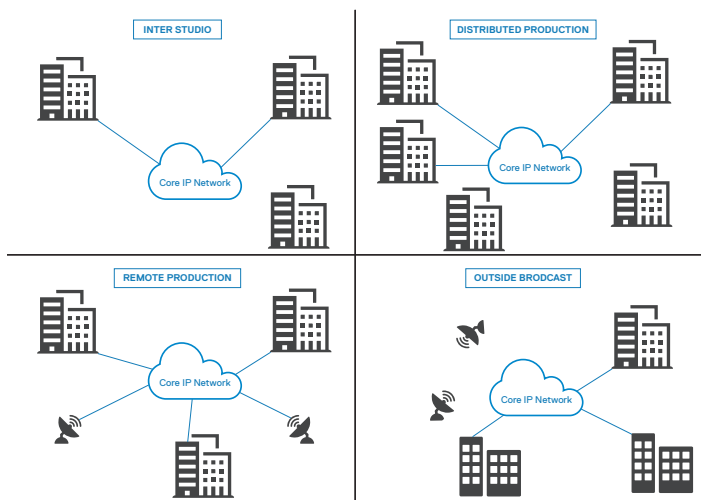 INTER STUDIO
DISTRIBUTED PRODUCTION
Core IP Network
Core IP Network
REMOTE PRODUCTION
OUTSIDE BRODCAST
Core IP Network
Core IP Network